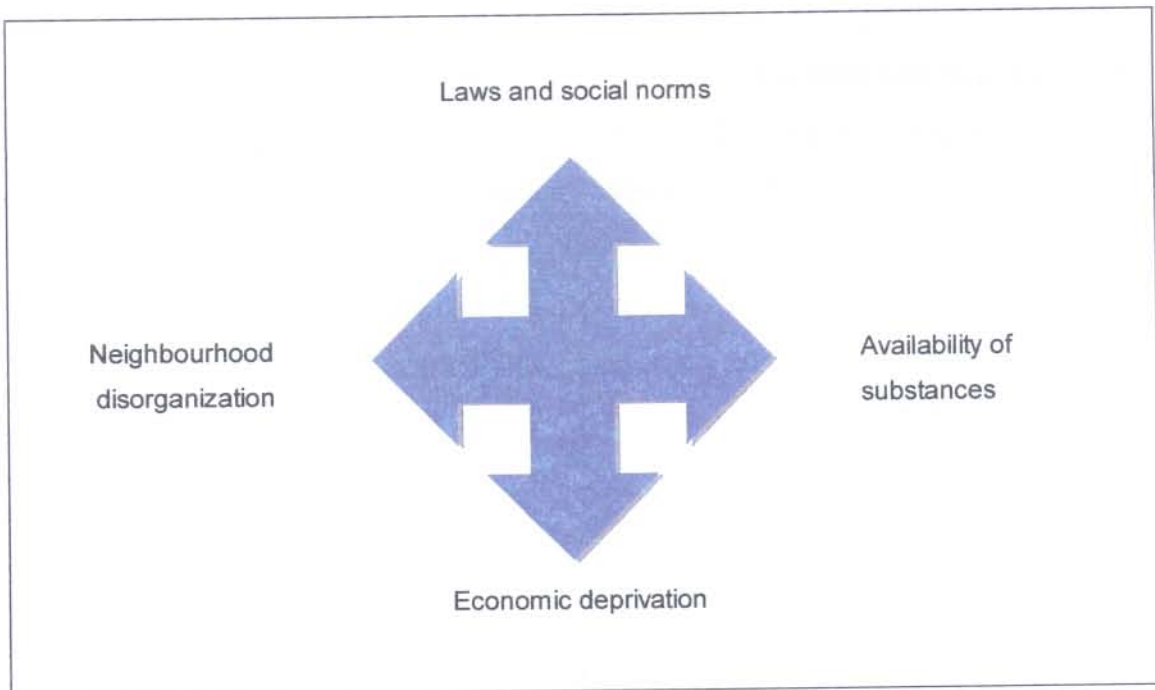 Laws and social norms
Neighbourhood
disorganization
Availability of
substances
Economic deprivation